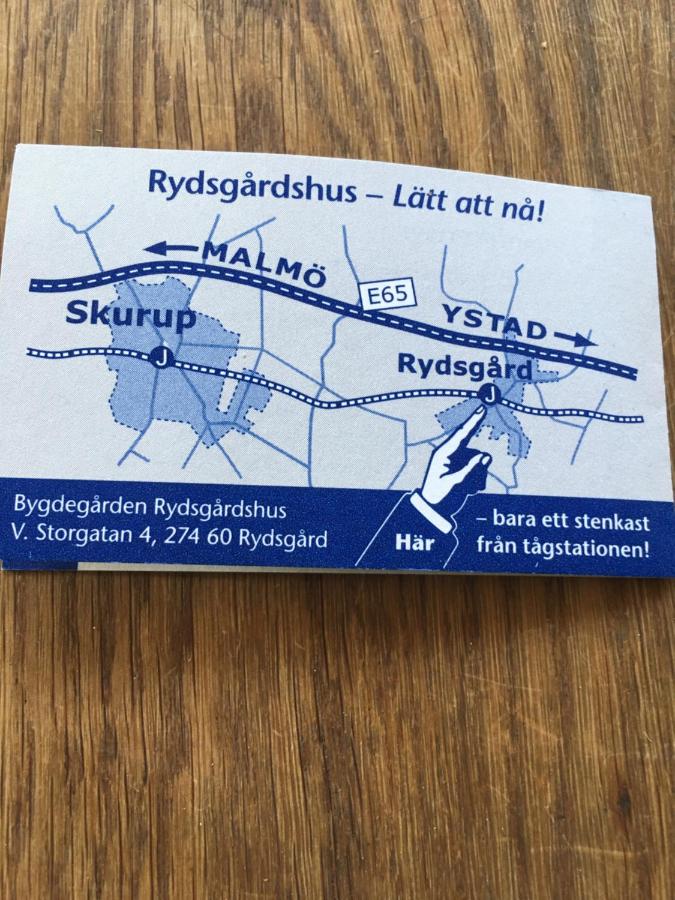 Rydsgårdshus – Lätt att nå!
MALMÖ
E65
Skurup
YSTAD
Rydsgård
J
J
Bygdegården Rydsgårdshus
V. Storgatan 4, 274 60 Rydsgård
Här
– bara ett stenkast
från tågstationen!